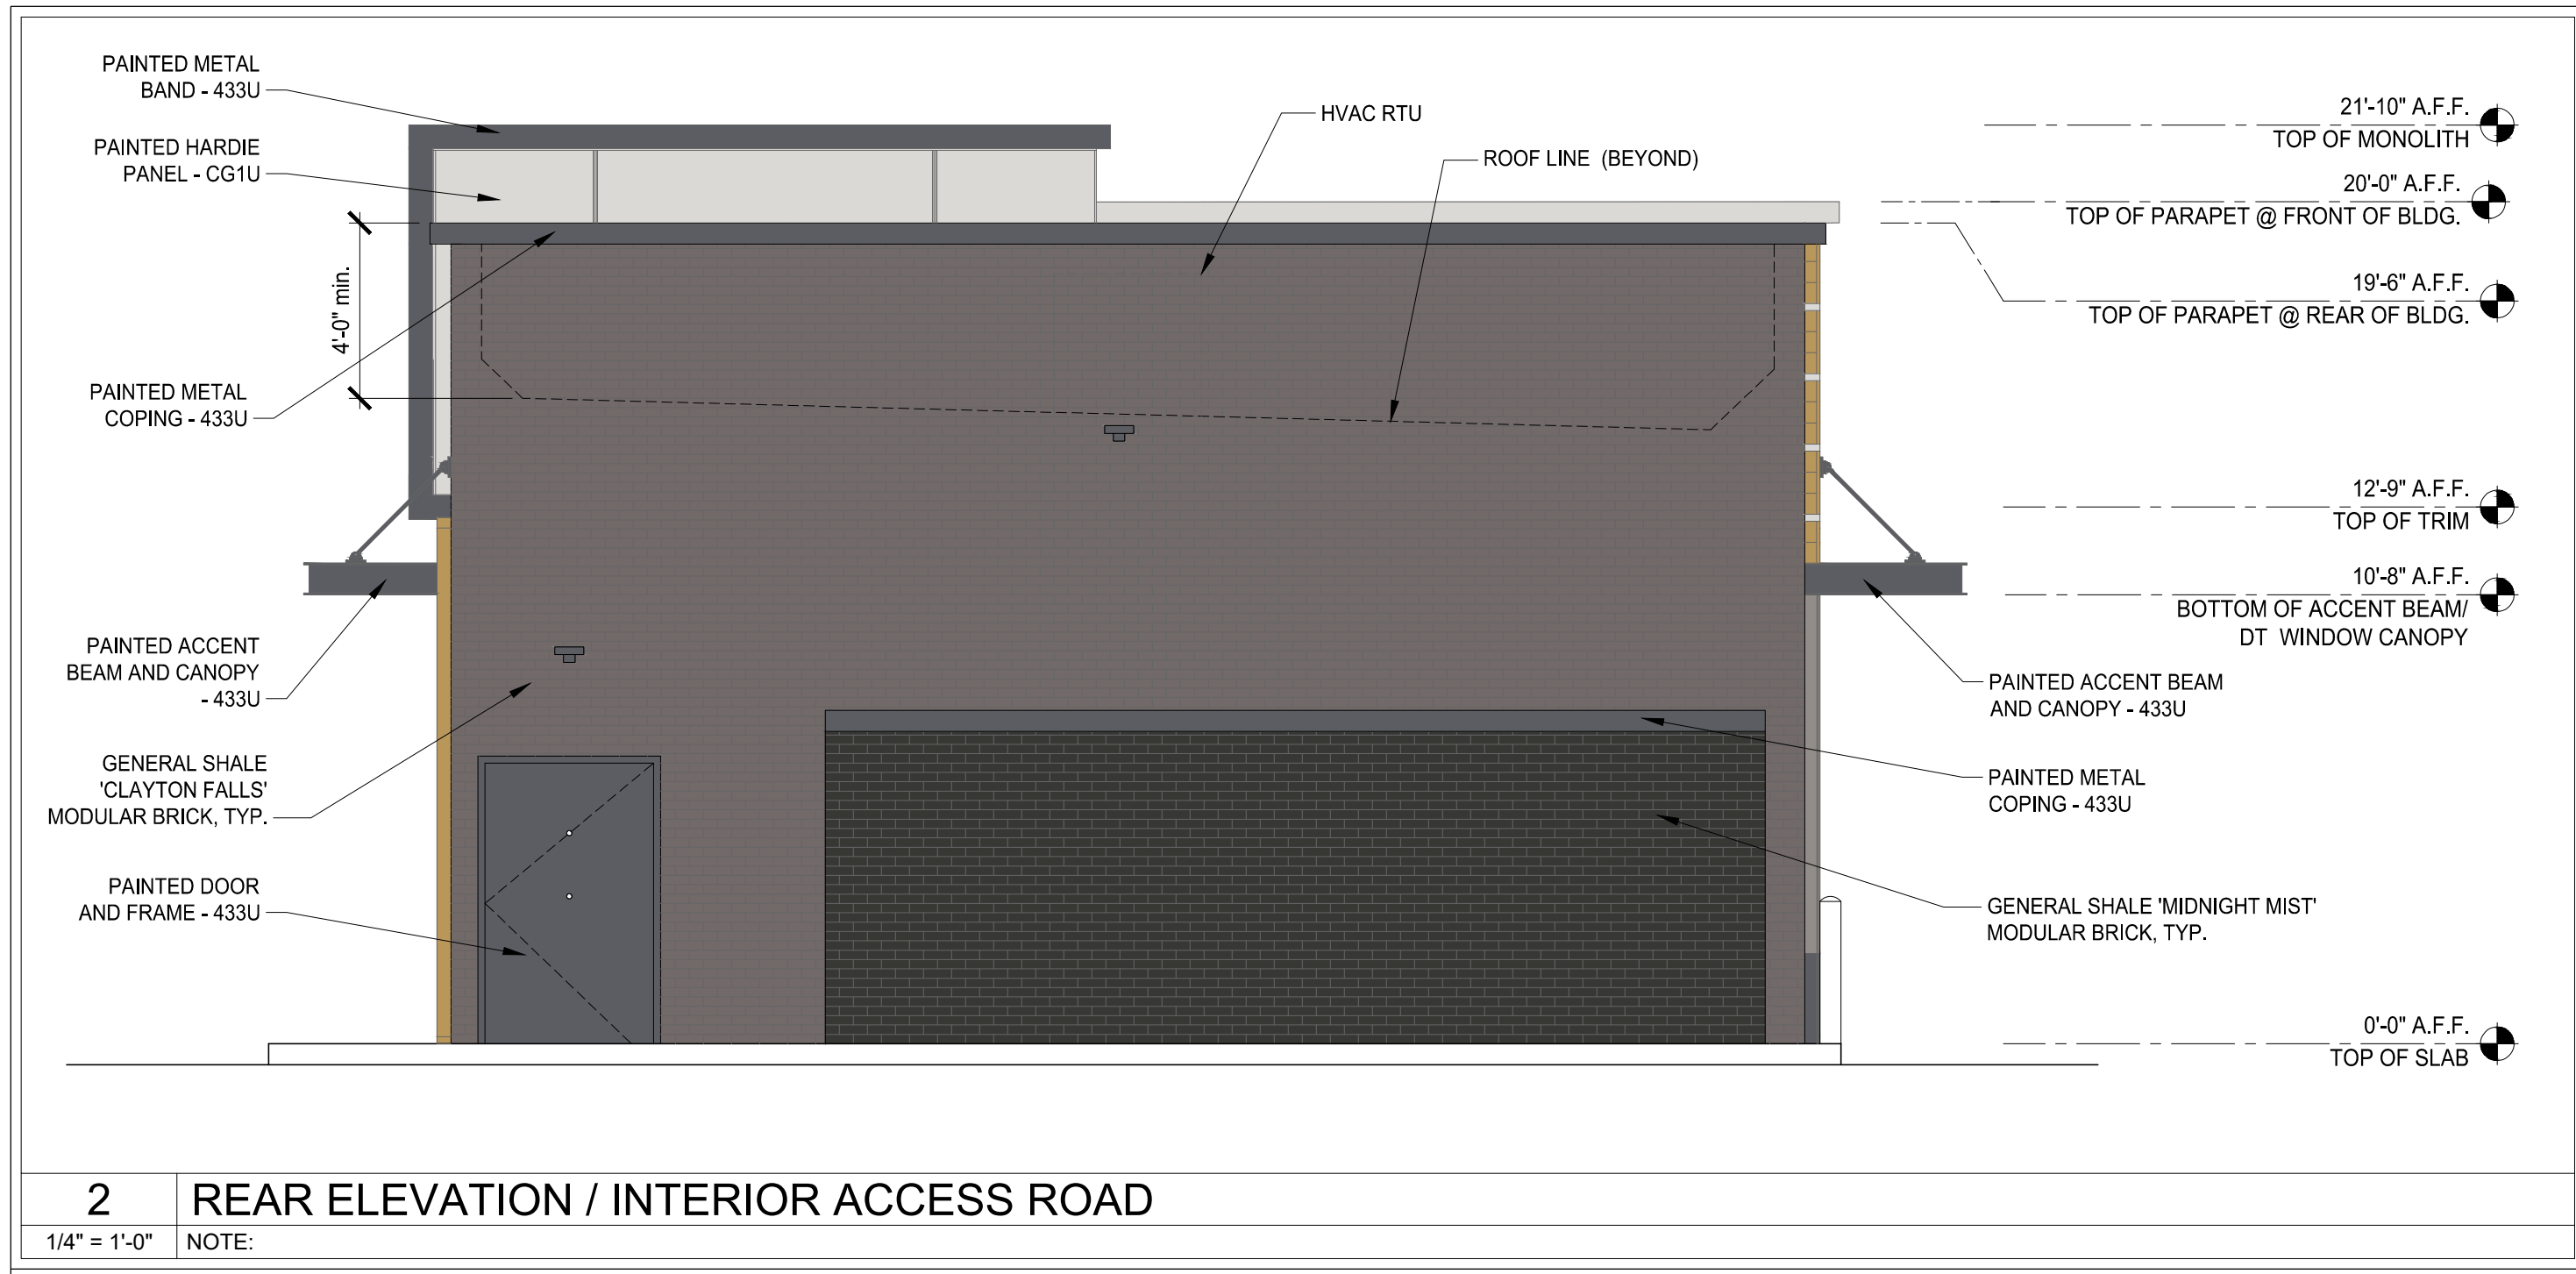 PAINTED METAL
BAND - 433U
PAINTED HARDIE
PANEL - CG1U
4'-0" min.
PAINTED METAL
COPING - 433U
PAINTED ACCENT
BEAM AND CANOPY
- 433U
GENERAL SHALE
'CLAYTON FALLS'
MODULAR BRICK, TYP.
PAINTED DOOR
AND FRAME - 433U
HVAC RTU
ROOF LINE (BEYOND)
21'-10" A.F.F.
TOP OF MONOLITH
20'-0" A.F.F.
TOP OF PARAPET @ FRONT OF BLDG.
19'-6" A.F.F.
TOP OF PARAPET @ REAR OF BLDG.
12'-9" A.F.F.
TOP OF TRIM
10'-8" A.F.F.
BOTTOM OF ACCENT BEAM/
DT WINDOW CANOPY
PAINTED ACCENT BEAM
AND CANOPY - 433U
PAINTED METAL
COPING - 433U
GENERAL SHALE 'MIDNIGHT MIST'
MODULAR BRICK, TYP.
0'-0" A.F.F.
TOP OF SLAB
2
REAR ELEVATION / INTERIOR ACCESS ROAD
1/4" = 1'-0"
NOTE: